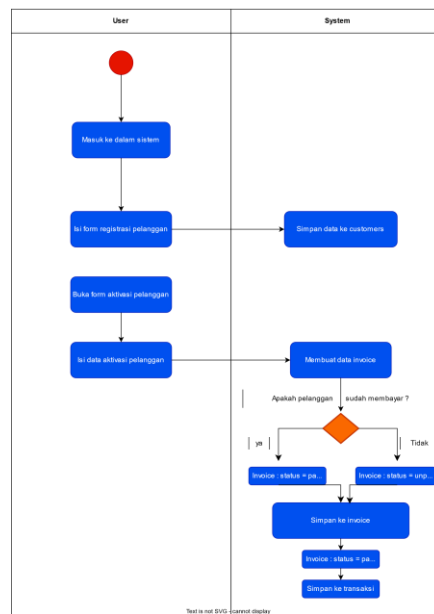 User
System
Masuk ke dalam sistem
Isi form registrasi pelanggan
Simpan data ke customers
Buka form aktivasi pelanggan
Isi data aktivasi pelanggan
Membuat data invoice
Apakah pelanggan sudah membayar ?
ya
Tidak
Invoice : status = pa...
Invoice : status = unp...
Simpan ke invoice
Invoice : status = pa...
Simpan ke transaksi
Text is not SVG - cannot display